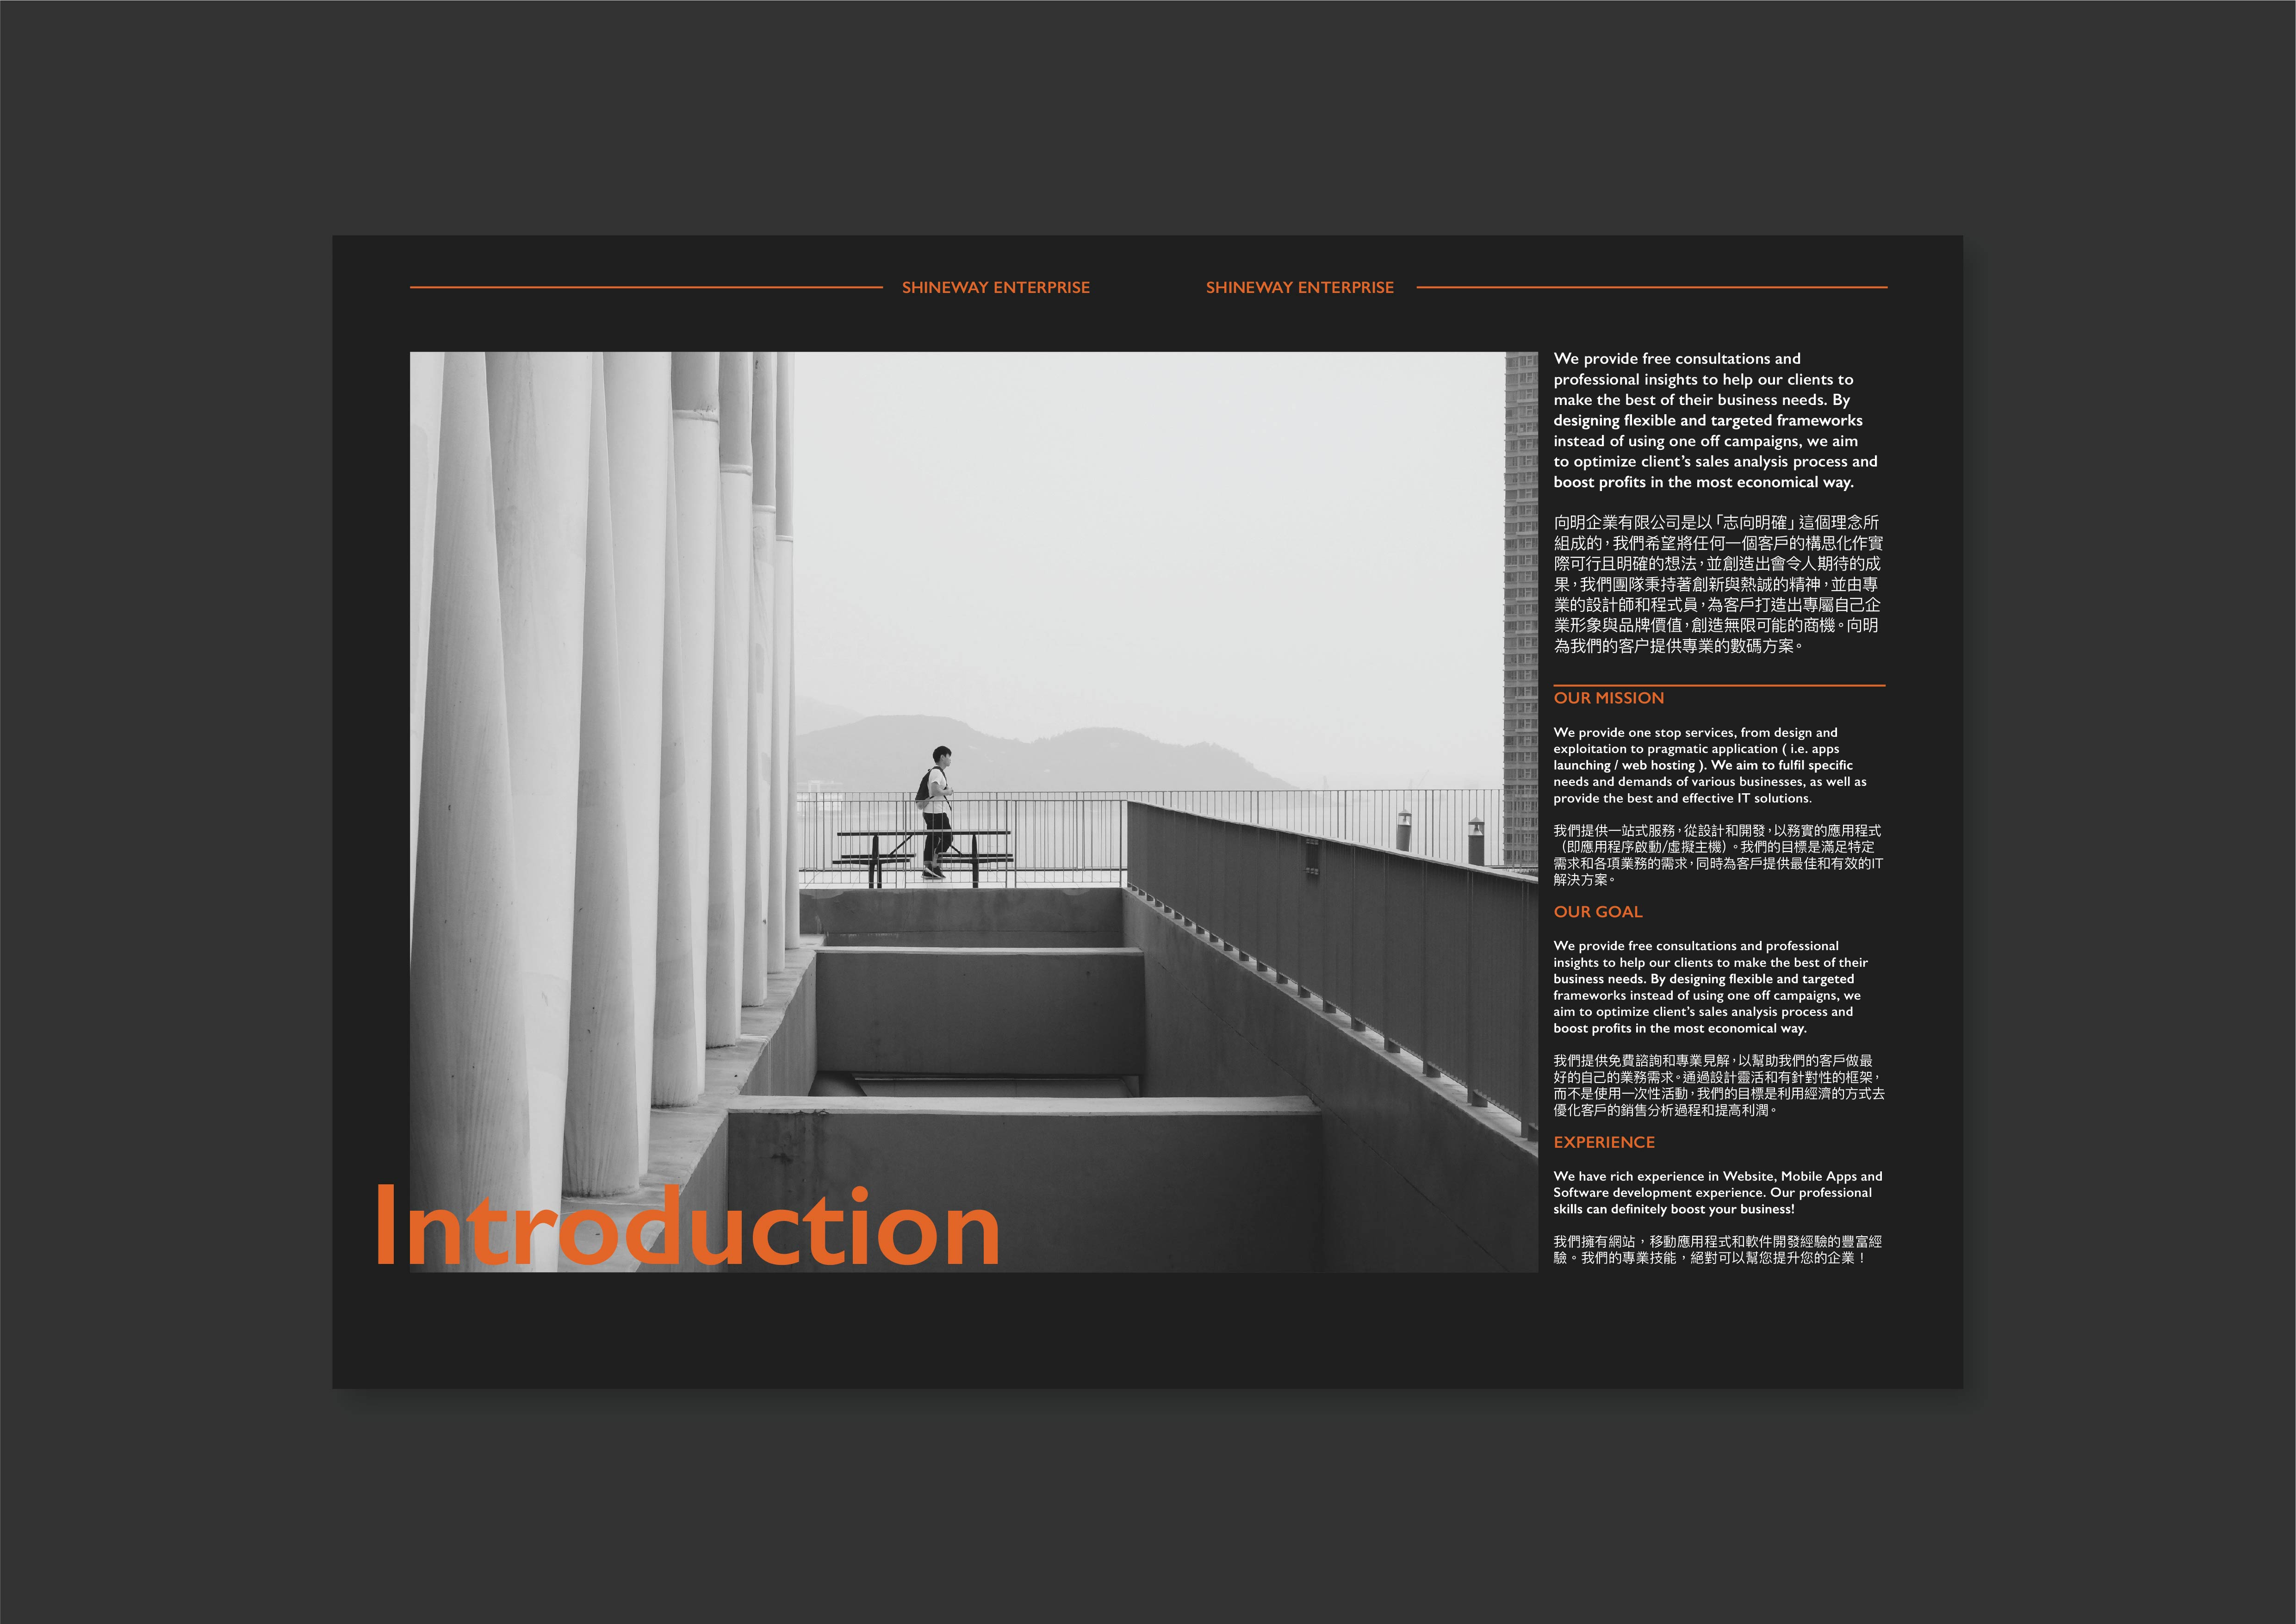 SHINEWAY ENTERPRISE
SHINEWAY ENTERPRISE
We provide free consultations and
professional insights to help our clients to
make the best of their business needs. By
designing flexible and targeted frameworks
instead of using one off campaigns, we aim
to optimize client’s sales analysis process and
boost profits in the most economical way.
向明企業有限公司是以「志向明確」這個理念所
組成的，我們希望將任何一個客戶的構思化作實
際可行且明確的想法，並創造出會令人期待的成
果，我們團隊秉持著創新與熱誠的精神，並由專
業的設計師和程式員，為客戶打造出專屬自己企
業形象與品牌價值，創造無限可能的商機。向明
為我們的客户提供專業的數碼方案。
OUR MISSION
We provide one stop services, from design and
exploitation to pragmatic application ( i.e. apps
launching / web hosting ). We aim to fulfil specific
needs and demands of various businesses, as well as
provide the best and effective IT solutions.
我們提供一站式服務，從設計和開發，以務實的應用程式
（即應用程序啟動/虛擬主機）。我們的目標是滿足特定
需求和各項業務的需求，同時為客戶提供最佳和有效的IT
解決方案。
OUR GOAL
We provide free consultations and professional
insights to help our clients to make the best of their
business needs. By designing flexible and targeted
frameworks instead of using one off campaigns, we
aim to optimize client’s sales analysis process and
boost profits in the most economical way.
我們提供免費諮詢和專業見解，以幫助我們的客戶做最
好的自己的業務需求。通過設計靈活和有針對性的框架，
而不是使用一次性活動，我們的目標是利用經濟的方式去
優化客戶的銷售分析過程和提高利潤。
EXPERIENCE
We have rich experience in Website, Mobile Apps and
Software development experience. Our professional
skills can definitely boost your business!
我們擁有網站，移動應用程式和軟件開發經驗的豐富經
驗。我們的專業技能，絕對可以幫您提升您的企業！
Introduction